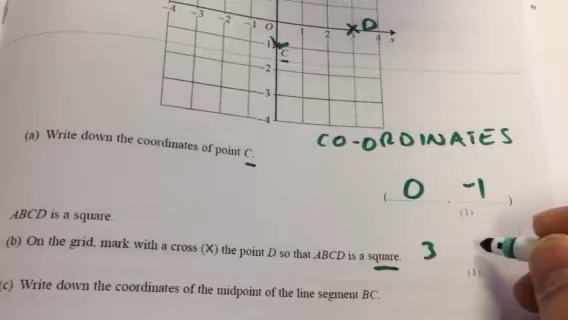 -4 -3 -2 -1 O 1 2 3 4 x
D
-1
C
-2
-3
-4
(a) Write down the coordinates of point C.
CO-ORDINATES
( 0 , -1 )
(1)
ABCD is a square.
(b) On the grid, mark with a cross (X) the point D so that ABCD is a square.
3
(1)
(c) Write down the coordinates of the midpoint of the line segment BC.